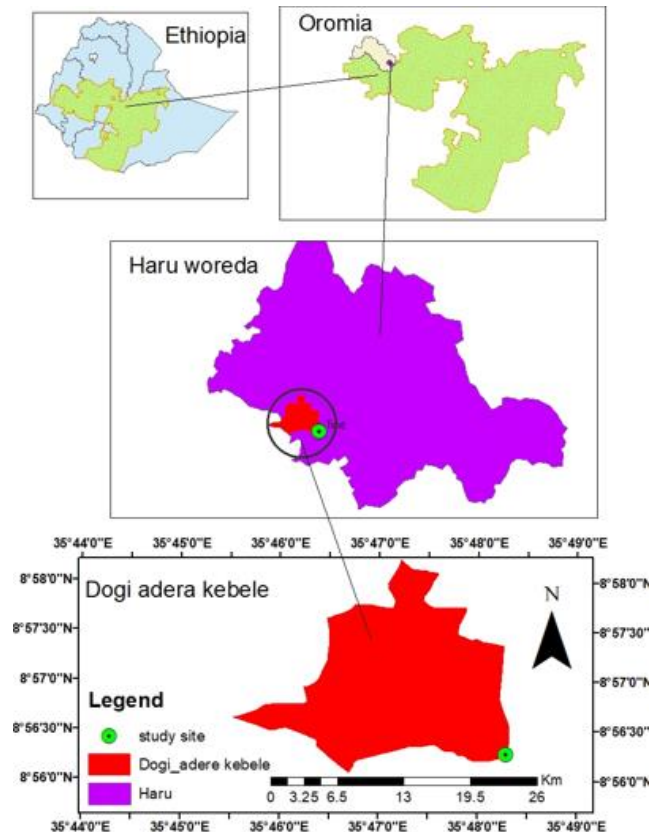 Ethiopia
Oromia
Haru woreda
35°44'0"E 35°45'0"E 35°46'0"E 35°47'0"E 35°48'0"E 35°49'0"E
Dogi adera kebele
N
8°58'0"N 8°58'0"N
8°57'30"N 8°57'30"N
8°57'0"N 8°57'0"N
8°56'30"N 8°56'30"N
8°56'0"N 8°56'0"N
Legend
study site
Dogi_adere kebele
Haru
Km
0 3.25 6.5 13 19.5 26
35°44'0"E 35°45'0"E 35°46'0"E 35°47'0"E 35°48'0"E 35°49'0"E